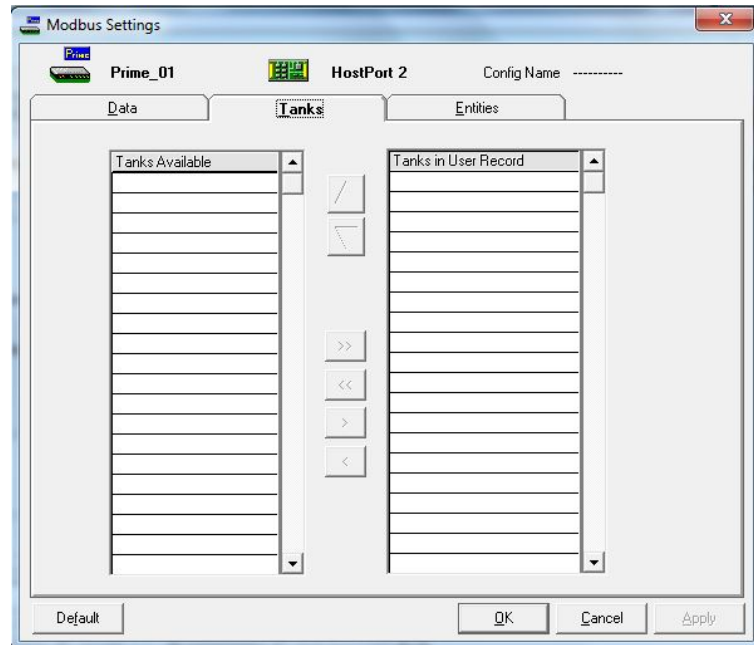 Modbus Settings
Prime
Prime_01 HostPort 2 Config Name ----------
Data Tanks Entities
Tanks Available Tanks in User Record
>>
<<
>
<
Default OK Cancel Apply